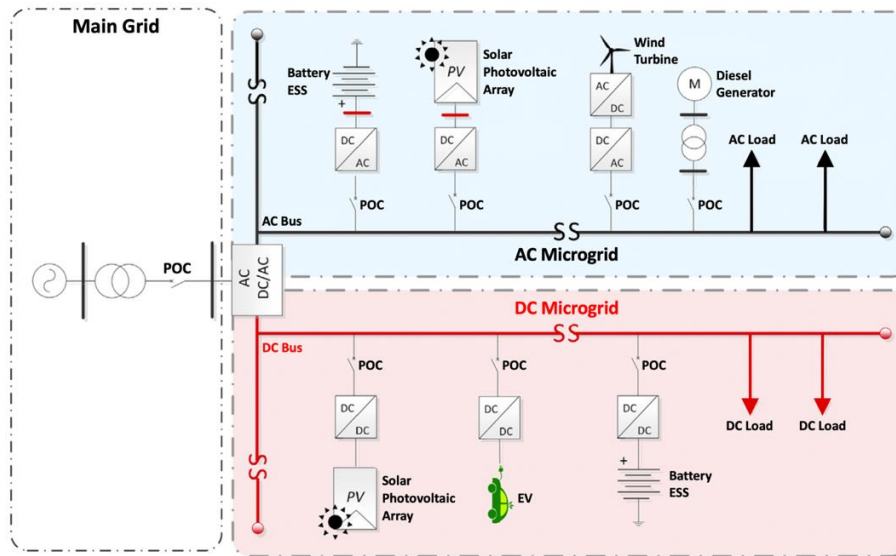 Main Grid
POC
AC
DC/AC
Battery
ESS
+
DC
AC
POC
PV
Solar
Photovoltaic
Array
DC
AC
POC
Wind
Turbine
AC
DC
DC
AC
POC
M
Diesel
Generator
POC
AC Load
AC Load
AC Bus
AC Microgrid
DC Microgrid
DC Bus
POC
DC
DC
PV
Solar
Photovoltaic
Array
POC
DC
DC
EV
POC
DC
DC
+
Battery
ESS
DC Load
DC Load